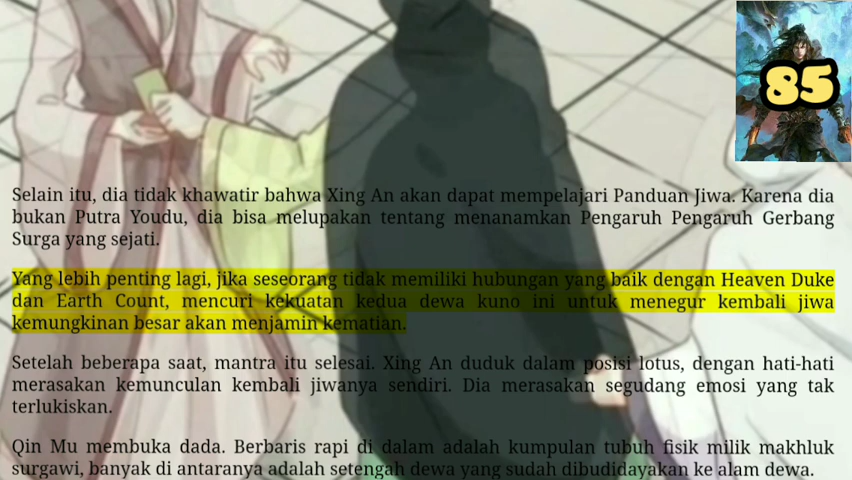 85
Selain itu, dia tidak khawatir bahwa Xing An akan dapat mempelajari Panduan Jiwa. Karena dia
bukan Putra Youdu, dia bisa melupakan tentang menanamkan Pengaruh Pengaruh Gerbang
Surga yang sejati.
Yang lebih penting lagi, jika seseorang tidak memiliki hubungan yang baik dengan Heaven Duke
dan Earth Count, mencuri kekuatan kedua dewa kuno ini untuk menegur kembali jiwa
kemungkinan besar akan menjamin kematian.
Setelah beberapa saat, mantra itu selesai. Xing An duduk dalam posisi lotus, dengan hati-hati
merasakan kemunculan kembali jiwanya sendiri. Dia merasakan segudang emosi yang tak
terlukiskan.
Qin Mu membuka dada. Berbaris rapi di dalam adalah kumpulan tubuh fisik milik makhluk
surgawi, banyak di antaranya adalah setengah dewa yang sudah dibudidayakan ke alam dewa.